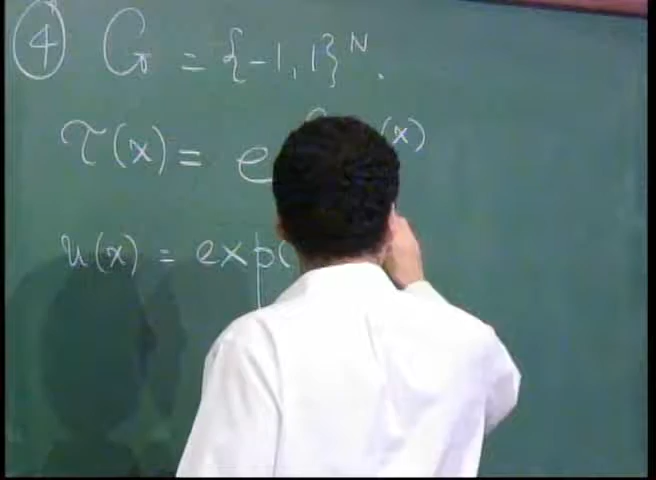 ④ G = {-1, 1}^N.
τ(x) = e (x)
u(x) = exp(